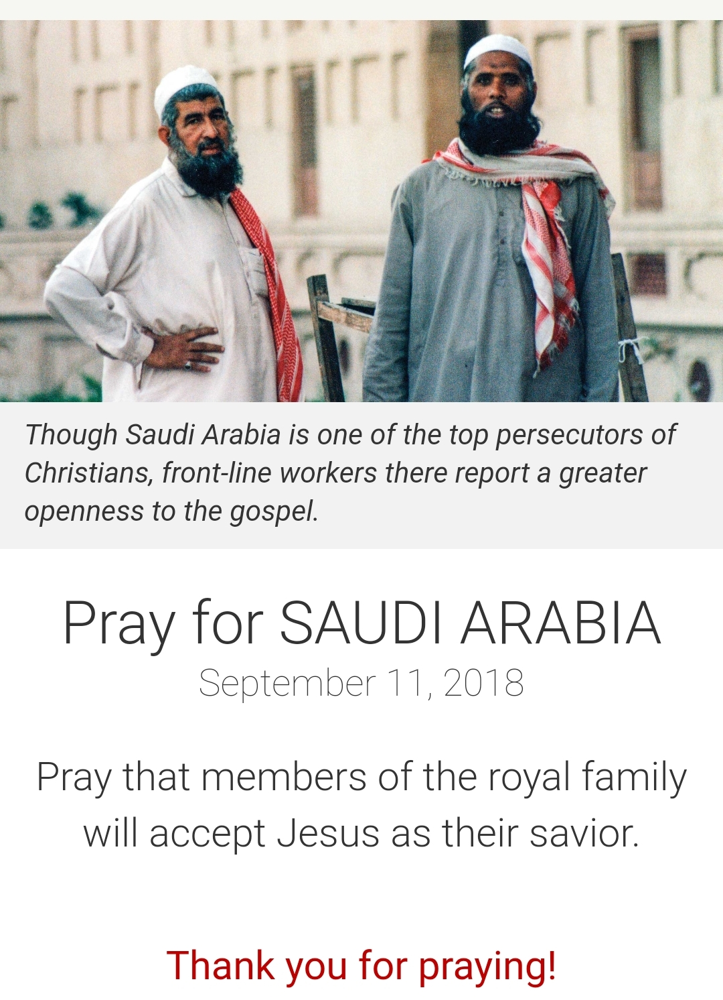 Though Saudi Arabia is one of the top persecutors of
Christians, front-line workers there report a greater
openness to the gospel.
Pray for SAUDI ARABIA
September 11, 2018
Pray that members of the royal family
will accept Jesus as their savior.
Thank you for praying!